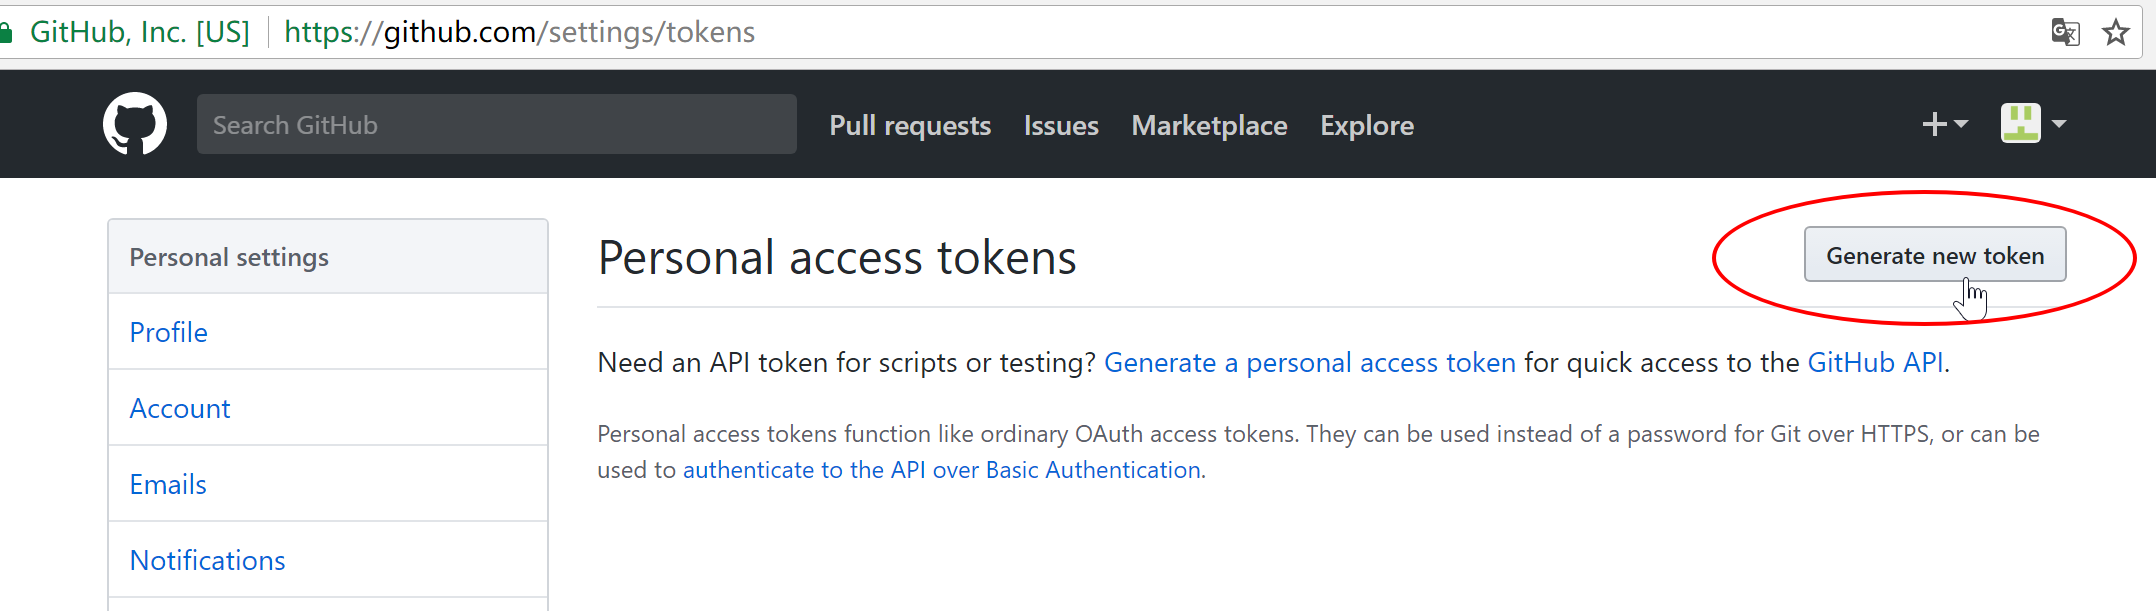 GitHub, Inc. [US] https://github.com/settings/tokens
Search GitHub Pull requests Issues Marketplace Explore
Personal settings
Profile
Account
Emails
Notifications
Personal access tokens
Generate new token
Need an API token for scripts or testing? Generate a personal access token for quick access to the GitHub API.
Personal access tokens function like ordinary OAuth access tokens. They can be used instead of a password for Git over HTTPS, or can be
used to authenticate to the API over Basic Authentication.